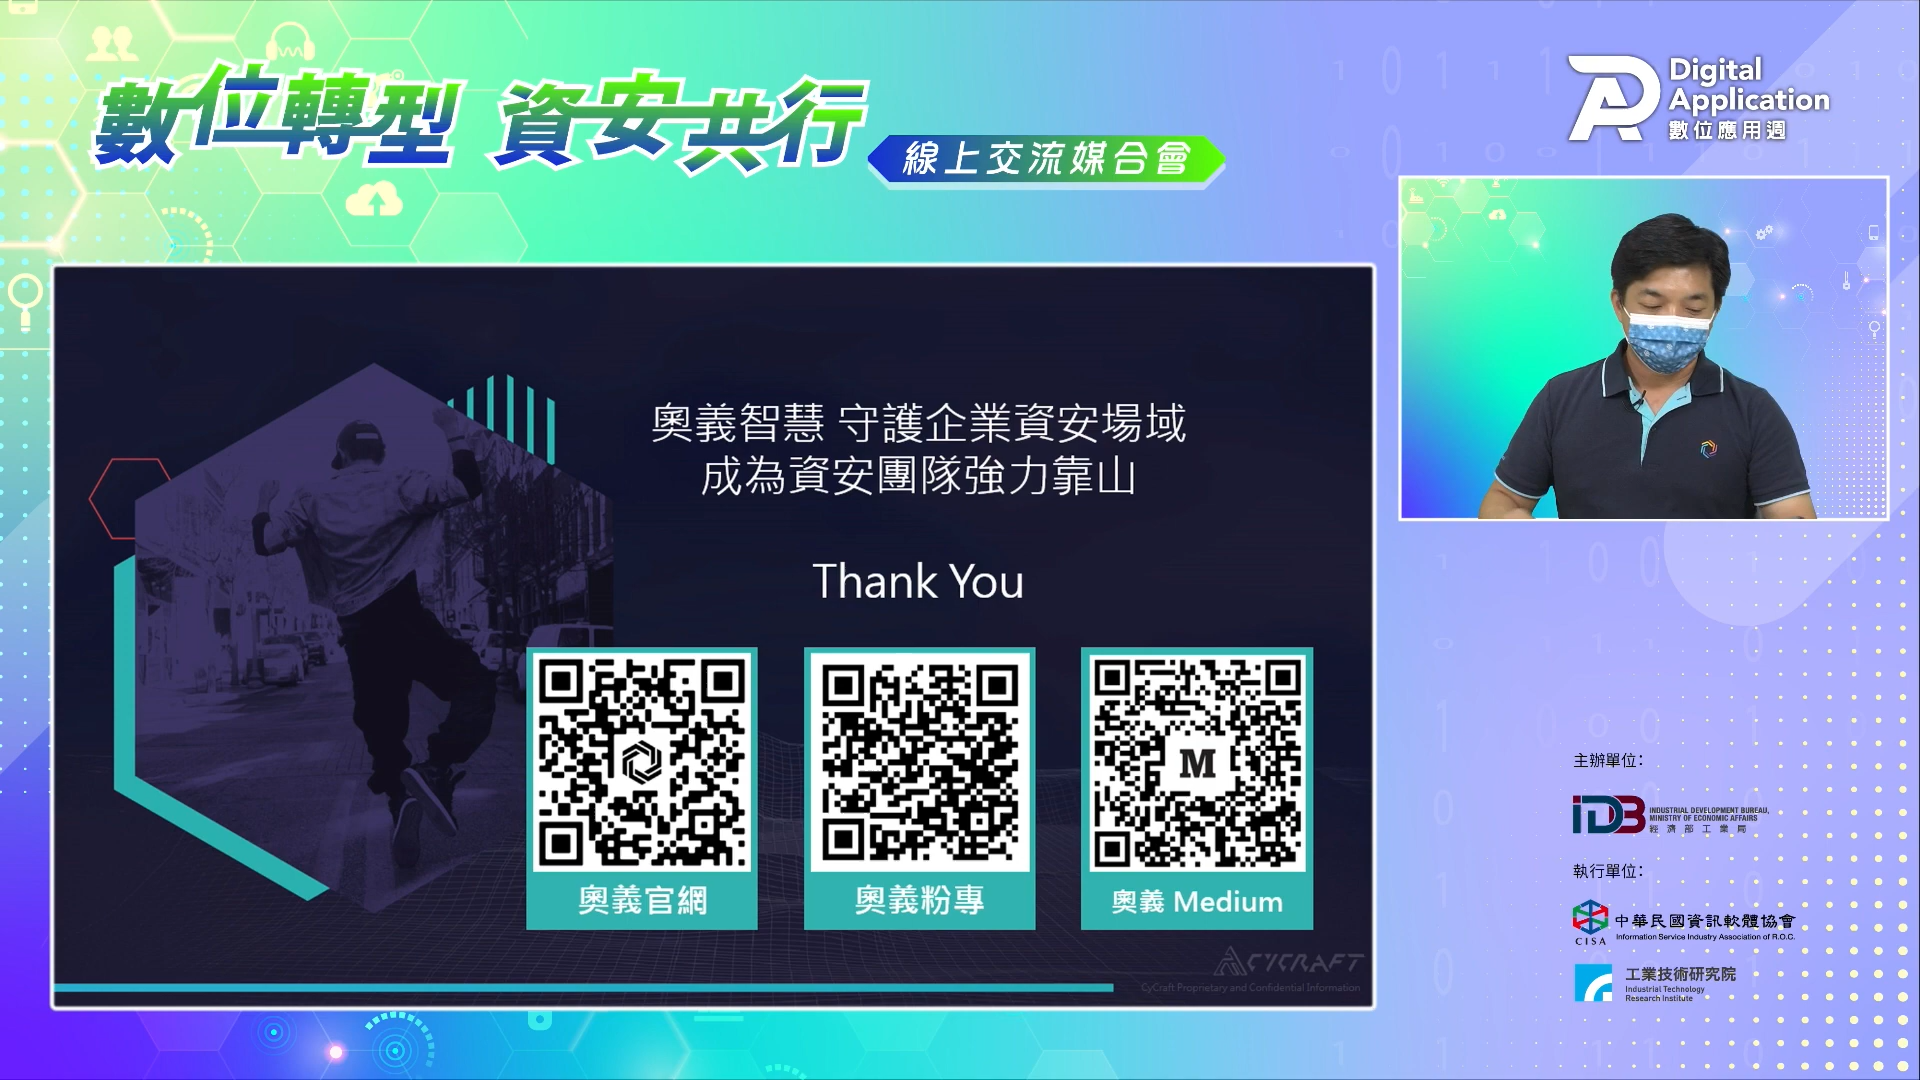 數位轉型 資安共行
線上交流媒合會
Digital
Application
數位應用週
奧義智慧 守護企業資安場域
成為資安團隊強力靠山
Thank You
M
奧義官網
奧義粉專
奧義 Medium
CYCRAFT
CyCraft Proprietary and Confidential Information
主辦單位:
IDB
INDUSTRIAL DEVELOPMENT BUREAU,
MINISTRY OF ECONOMIC AFFAIRS
經濟部工業局
執行單位:
CISA
中華民國資訊軟體協會
Information Service Industry Association of R.O.C.
工業技術研究院
Industrial Technology
Research Institute